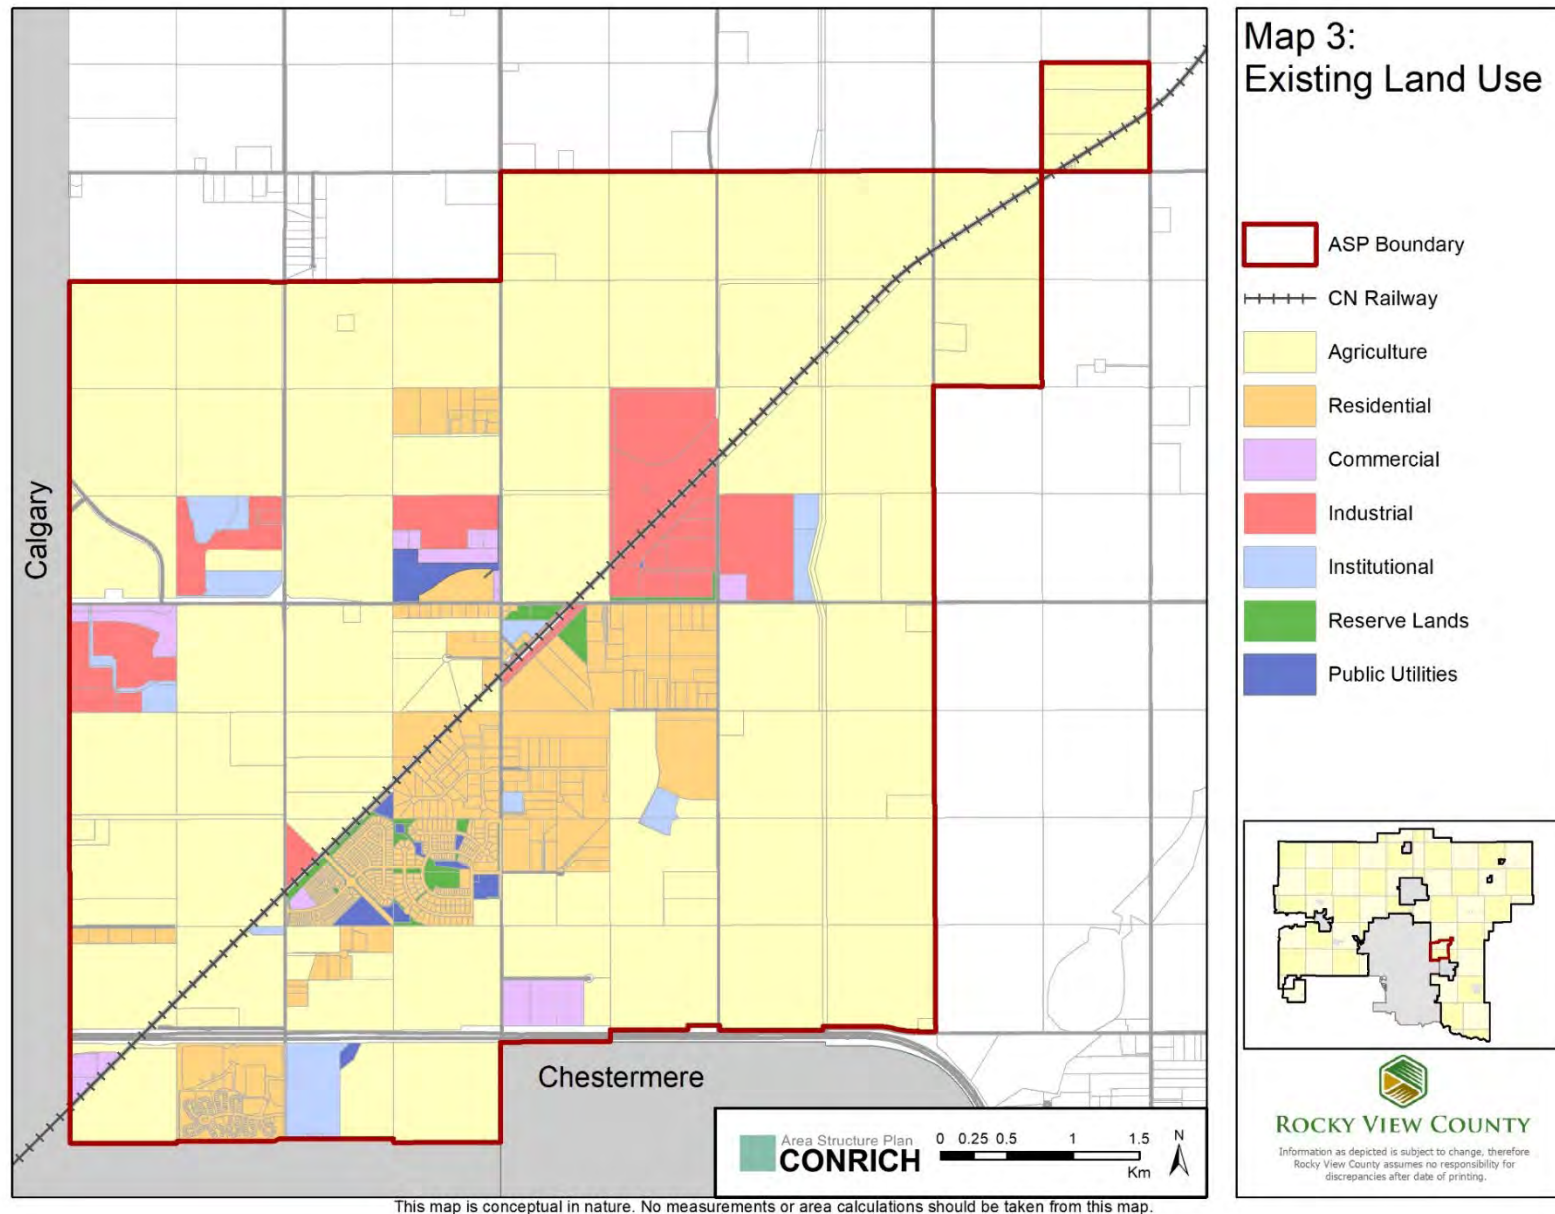 Map 3:
Existing Land Use
ASP Boundary
CN Railway
Agriculture
Residential
Commercial
Industrial
Institutional
Reserve Lands
Public Utilities
Calgary
Chestermere
Area Structure Plan
CONRICH
0 0.25 0.5 1 1.5
Km
N
ROCKY VIEW COUNTY
Information as depicted is subject to change, therefore
Rocky View County assumes no responsibility for
discrepancies after date of printing.
This map is conceptual in nature. No measurements or area calculations should be taken from this map.